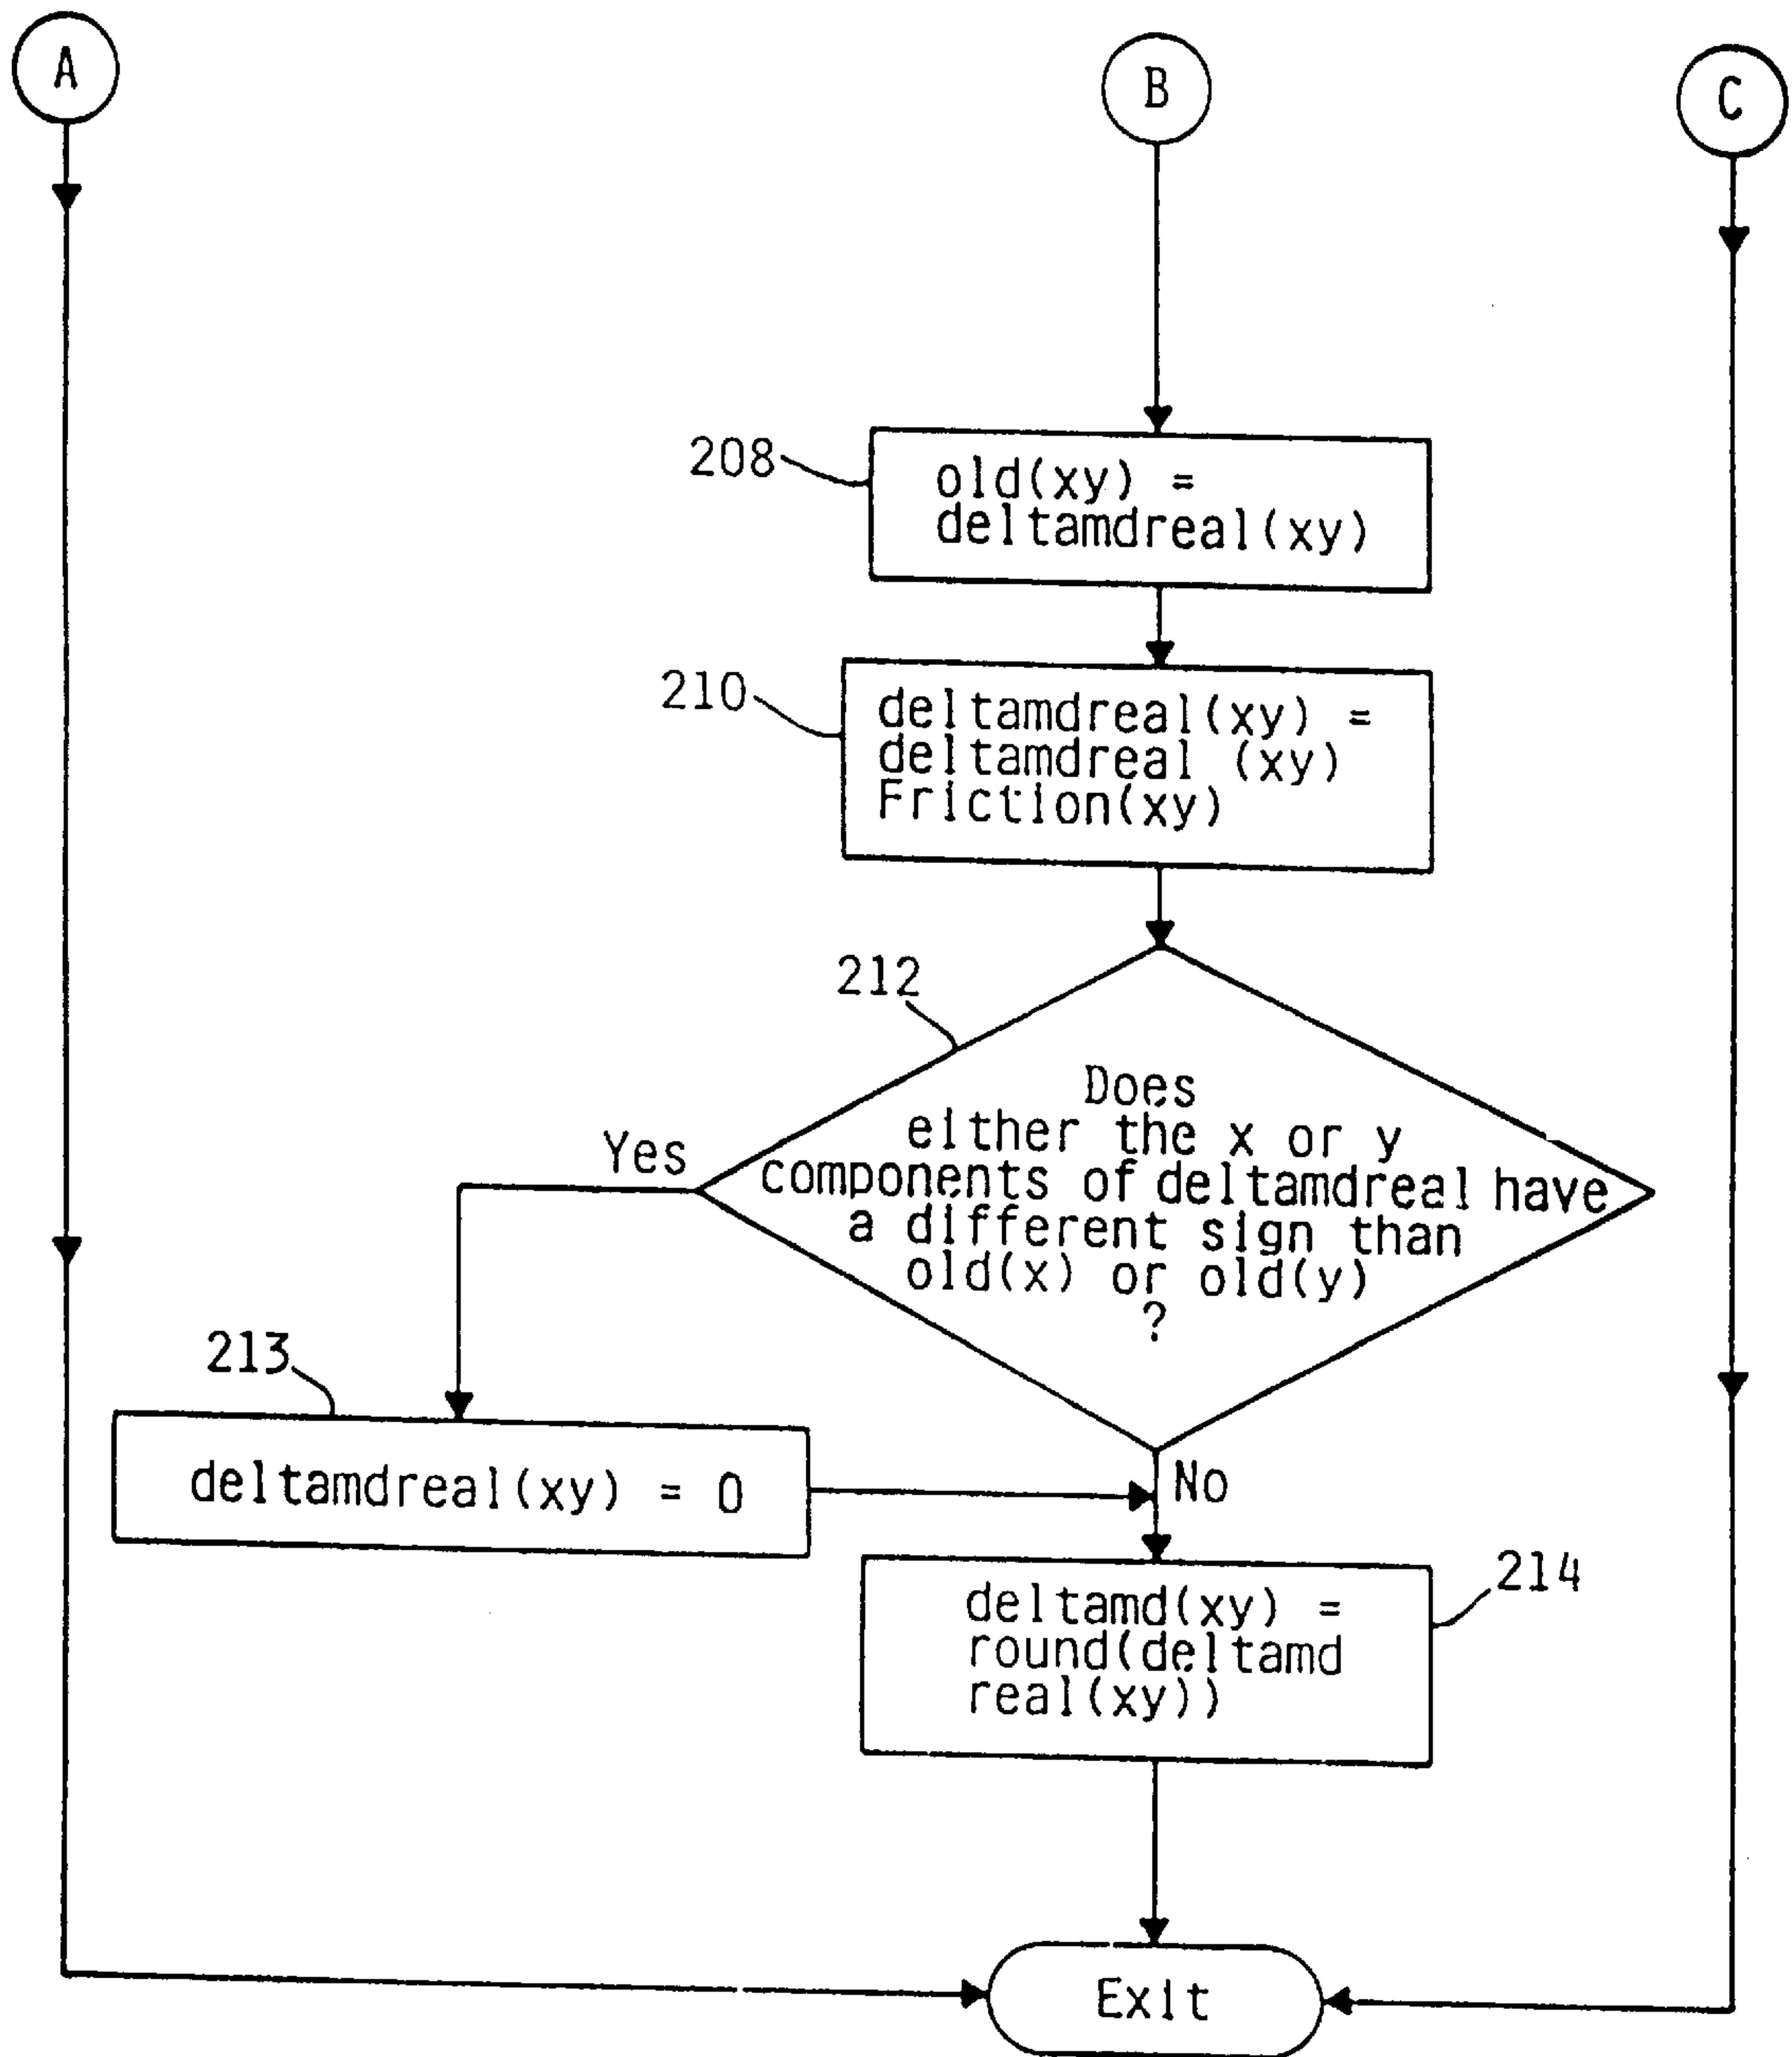 A
B
C
208
old(xy) =
deltamdreal(xy)
210
deltamdreal(xy) =
deltamdreal (xy)
Friction(xy)
212
Does
either the x or y
components of deltamdreal have
a different sign than
old(x) or old(y)
?
Yes
213
deltamdreal(xy) = 0
No
214
deltamd(xy) =
round(deltamd
real(xy))
Exit